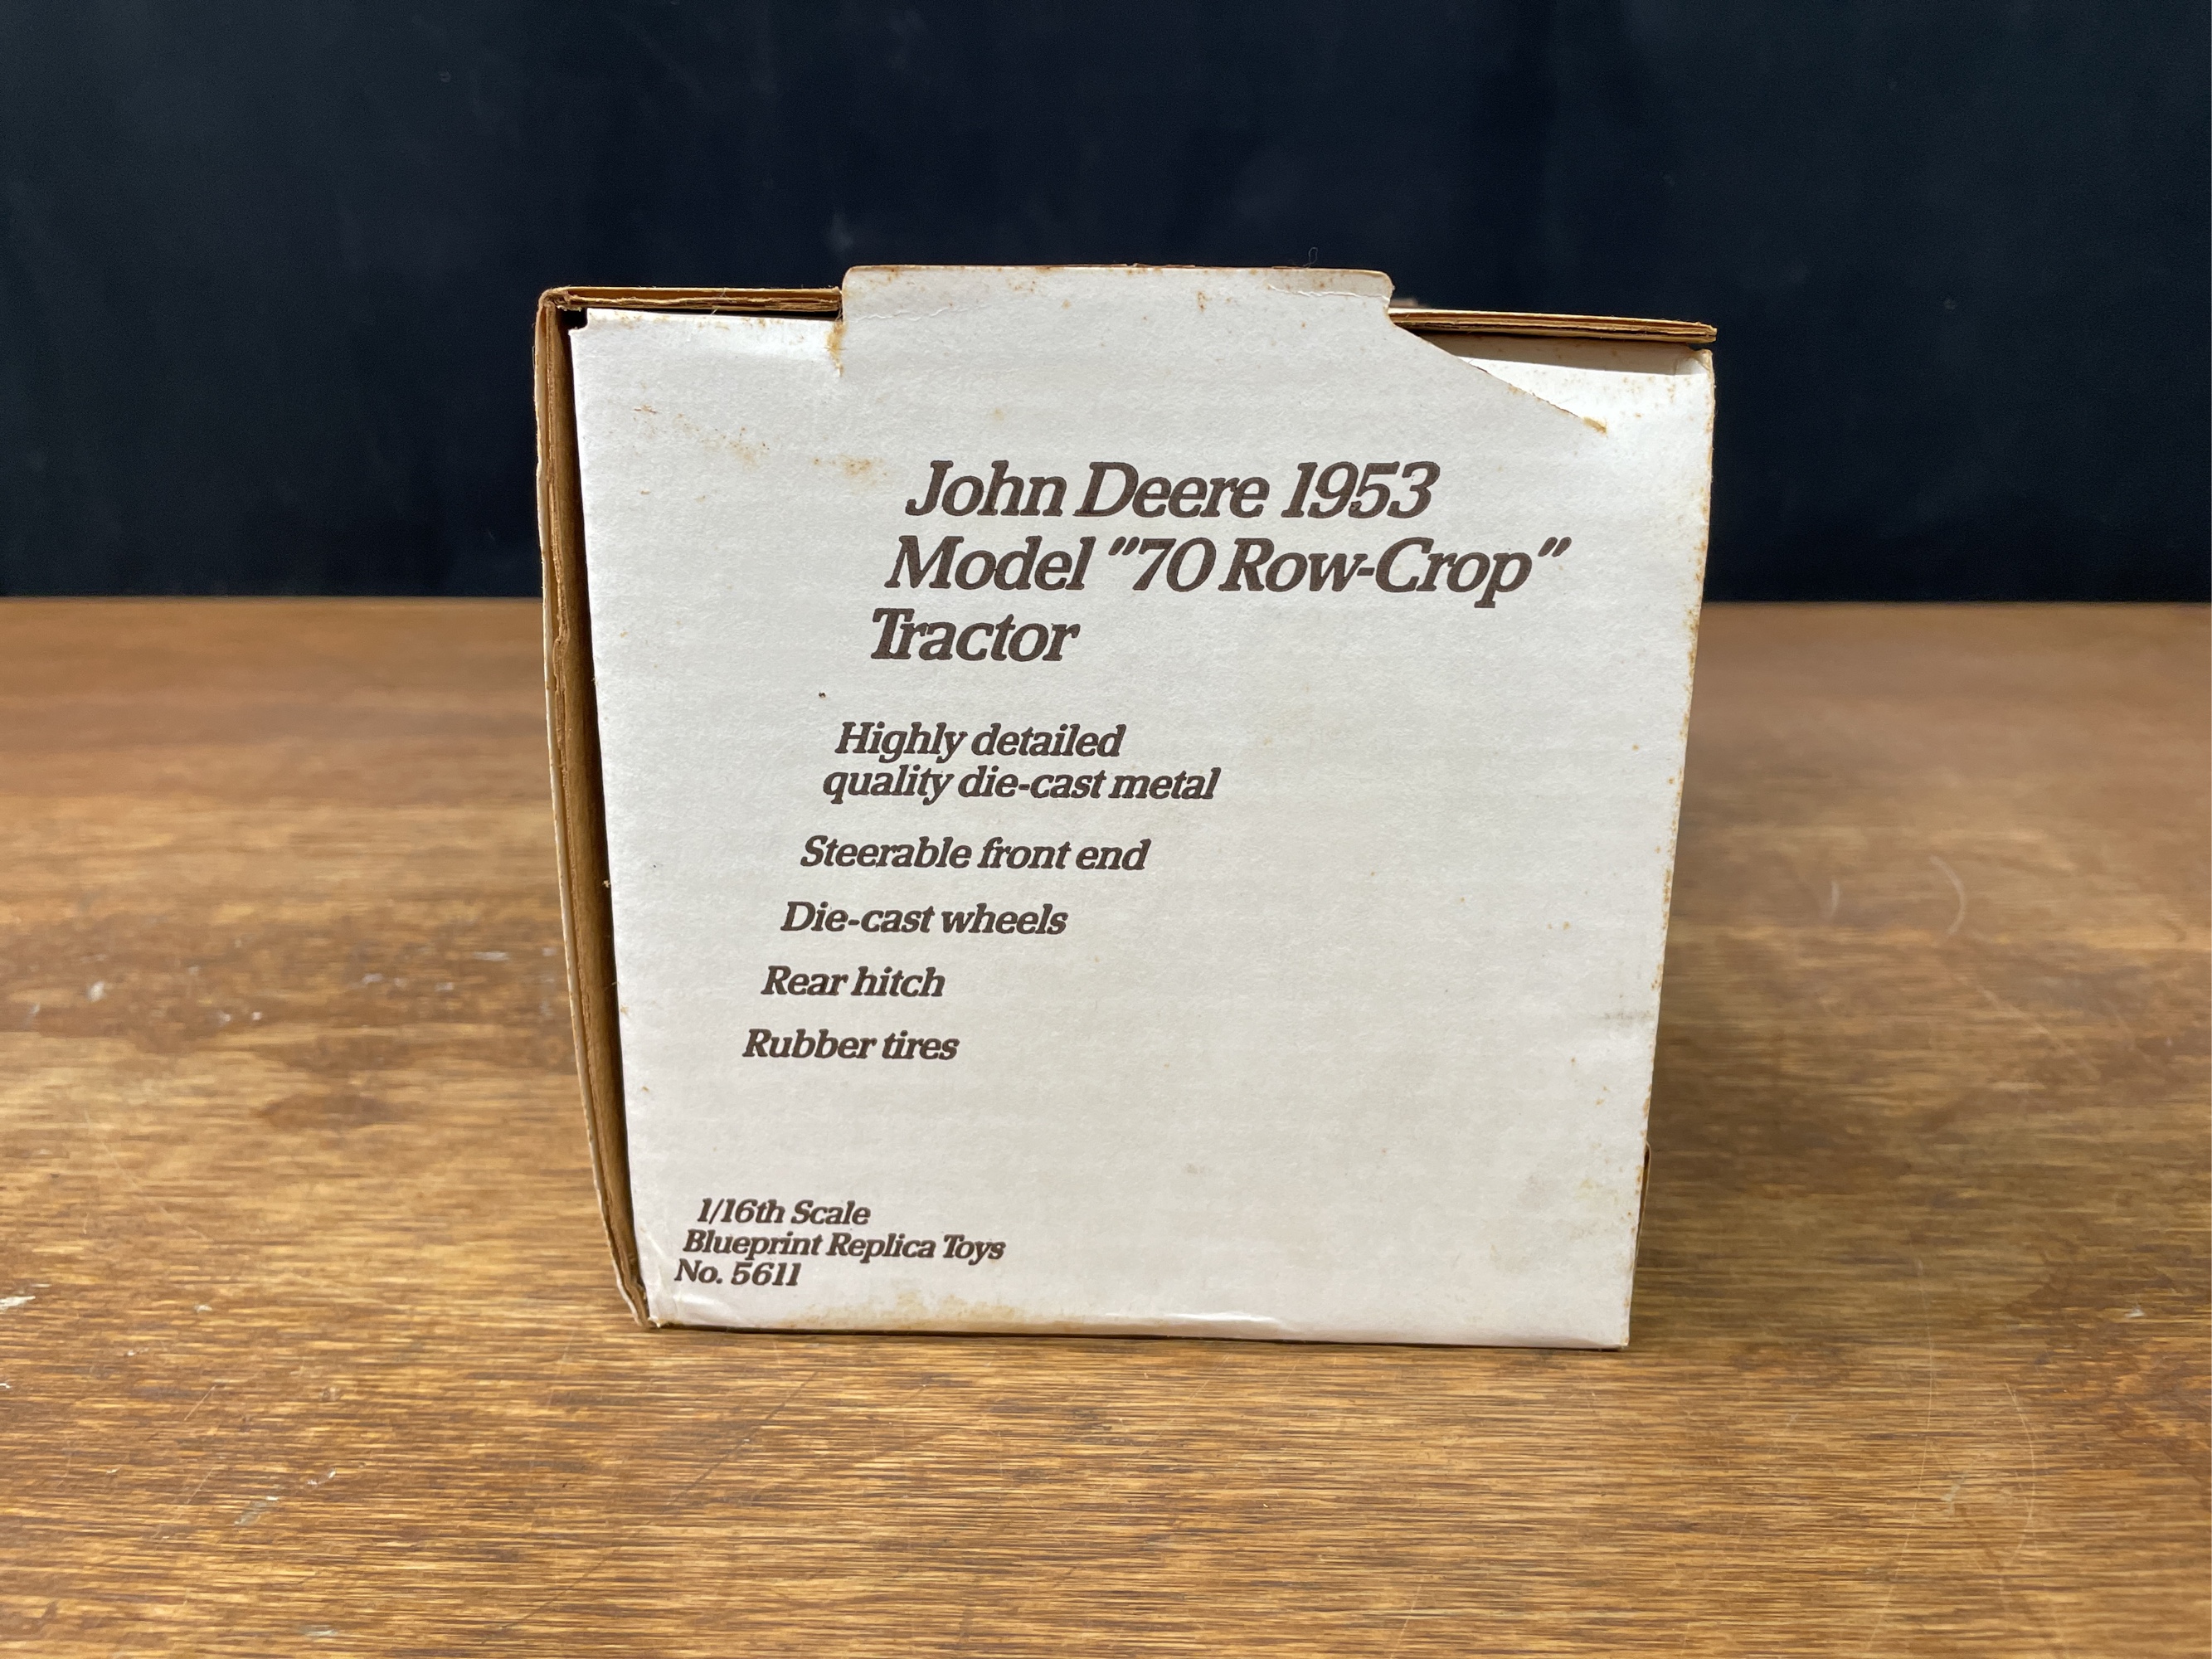 John Deere 1953
Model "70 Row-Crop"
Tractor
Highly detailed
quality die-cast metal
Steerable front end
Die-cast wheels
Rear hitch
Rubber tires
1/16th Scale
Blueprint Replica Toys
No. 5611